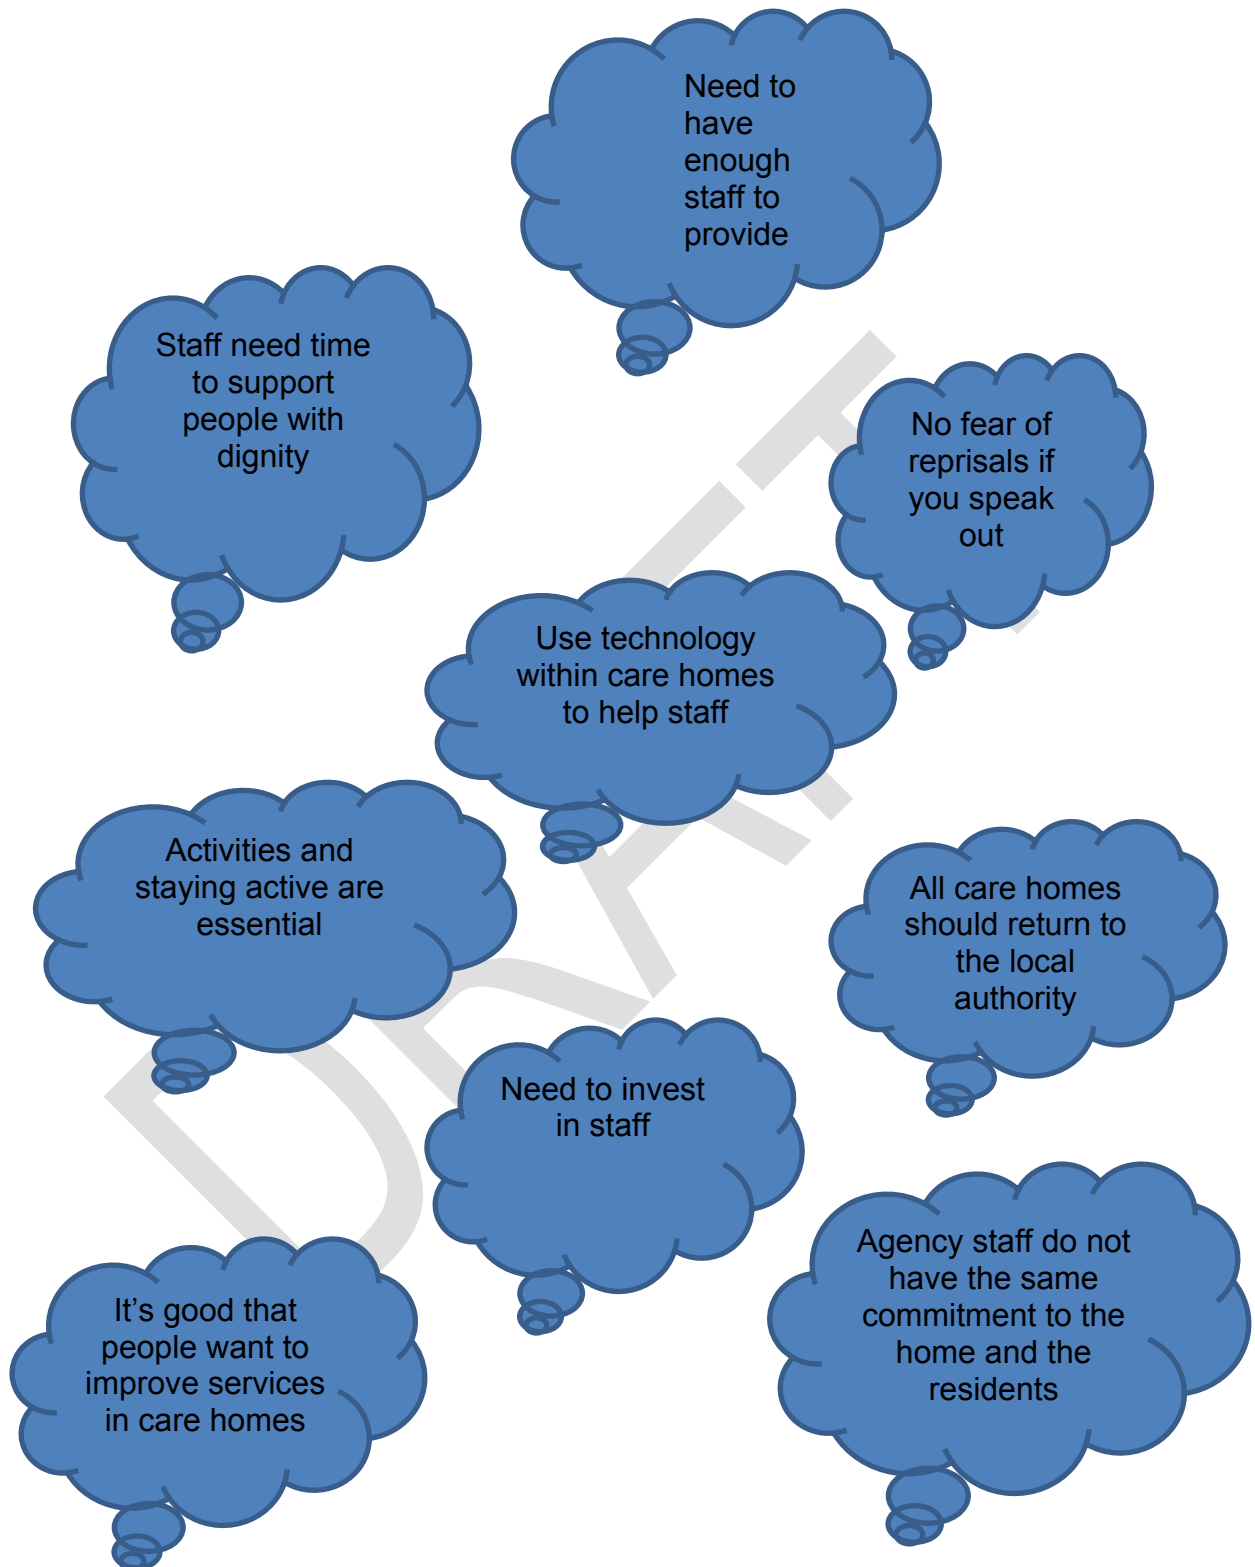 Need to
have
enough
staff to
provide
Staff need time
to support
people with
dignity
No fear of
reprisals if
you speak
out
Use technology
within care homes
to help staff
Activities and
staying active are
essential
All care homes
should return to
the local
authority
Need to invest
in staff
Agency staff do not
have the same
commitment to the
home and the
residents
It’s good that
people want to
improve services
in care homes
DRAFT